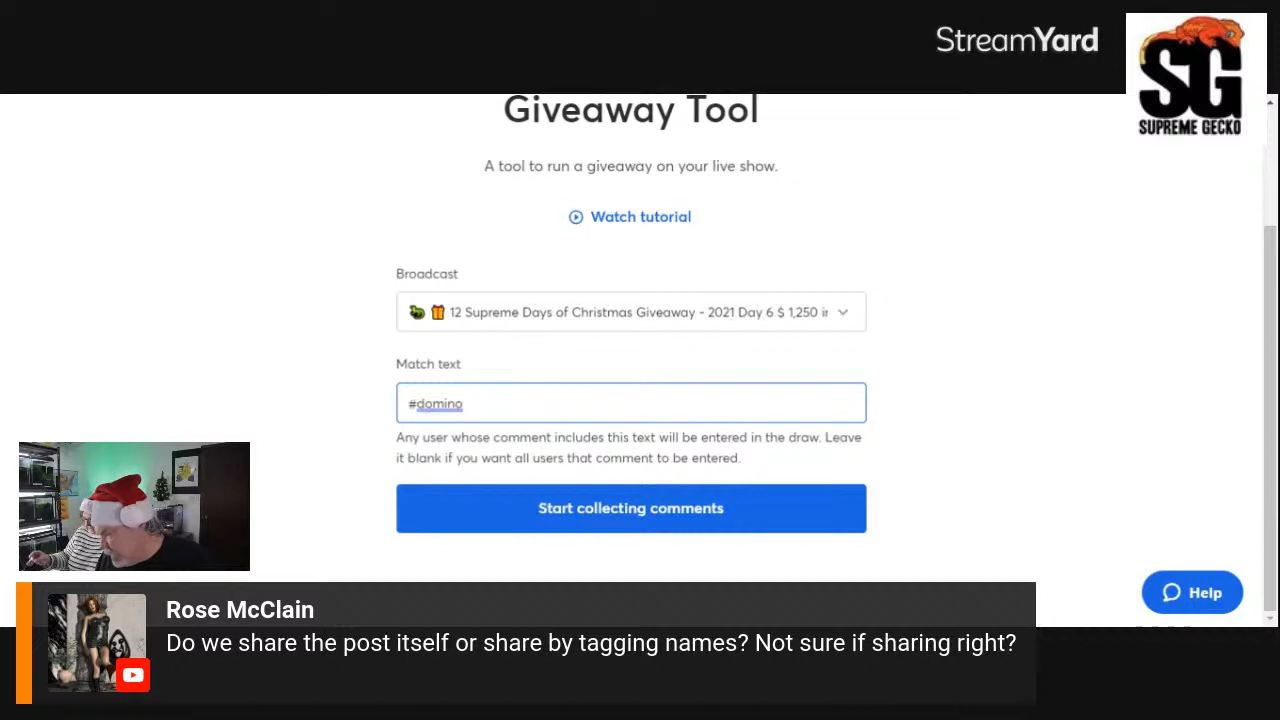 StreamYard
SG
SUPREME GECKO
Giveaway Tool
A tool to run a giveaway on your live show.
Watch tutorial
Broadcast
12 Supreme Days of Christmas Giveaway - 2021 Day 6 $ 1,250 in
Match text
#domino
Any user whose comment includes this text will be entered in the draw. Leave
it blank if you want all users that comment to be entered.
Start collecting comments
Help
Rose McClain
Do we share the post itself or share by tagging names? Not sure if sharing right?